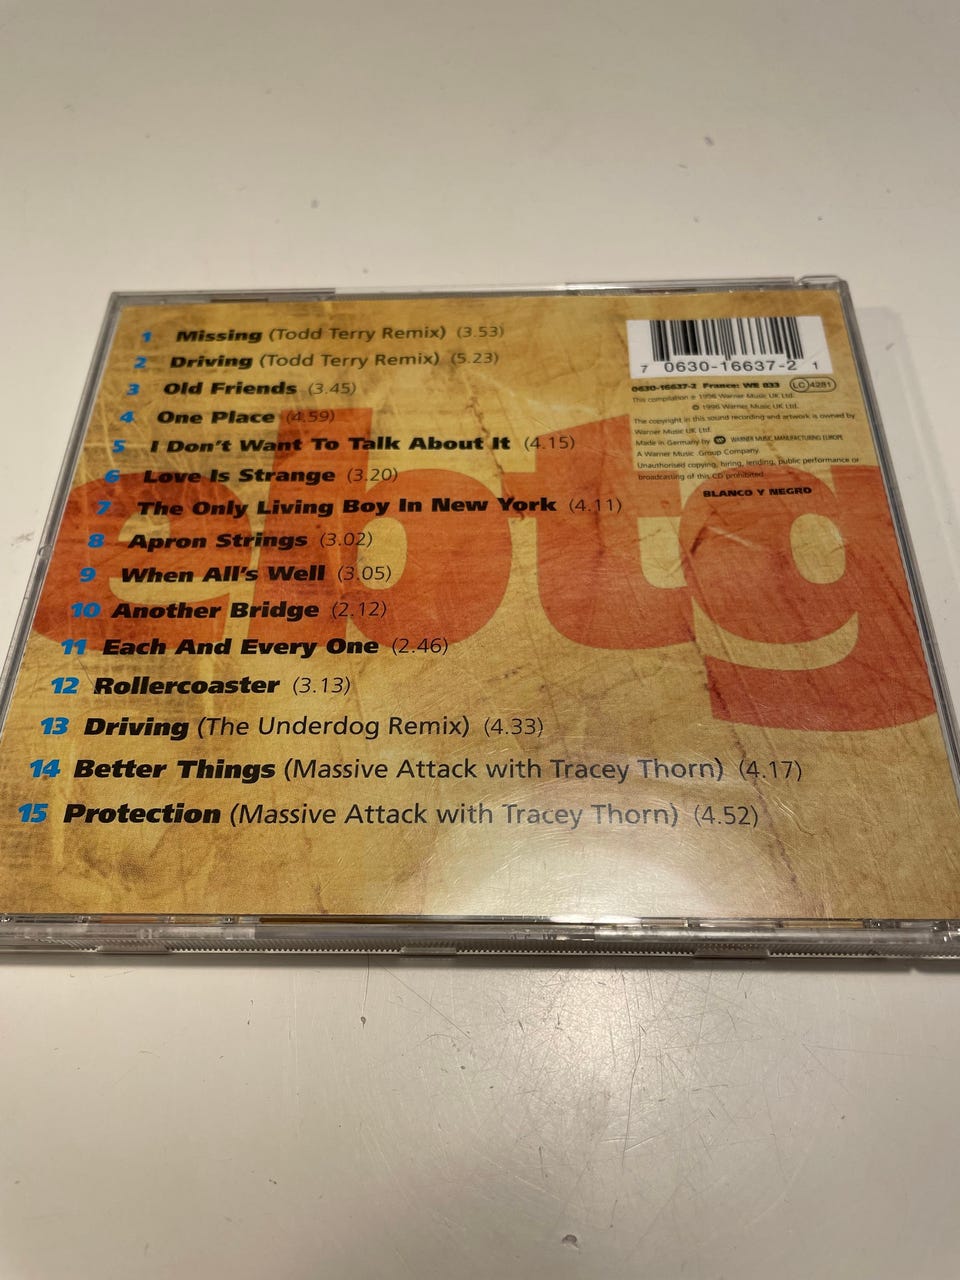 1 Missing (Todd Terry Remix) (3.53)
2 Driving (Todd Terry Remix) (5.23)
3 Old Friends (3.45)
4 One Place (4.59)
5 I Don't Want To Talk About It (4.15)
6 Love Is Strange (3.20)
7 The Only Living Boy In New York (4.11)
8 Apron Strings (3.02)
9 When All's Well (3.05)
10 Another Bridge (2.12)
11 Each And Every One (2.46)
12 Rollercoaster (3.13)
13 Driving (The Underdog Remix) (4.33)
14 Better Things (Massive Attack with Tracey Thorn) (4.17)
15 Protection (Massive Attack with Tracey Thorn) (4.52)
ebtg
7 0630-16637-2 1
0630-16637-2 France: WE 833 LC 4281
This compilation ℗ 1996 Warner Music UK Ltd.
© 1996 Warner Music UK Ltd.
The copyright in this sound recording and artwork is owned by
Warner Music UK Ltd.
Made in Germany by WARNER MUSIC MANUFACTURING EUROPE
A Warner Music Group Company.
Unauthorised copying, hiring, lending, public performance or
broadcasting of this CD prohibited.
BLANCO Y NEGRO